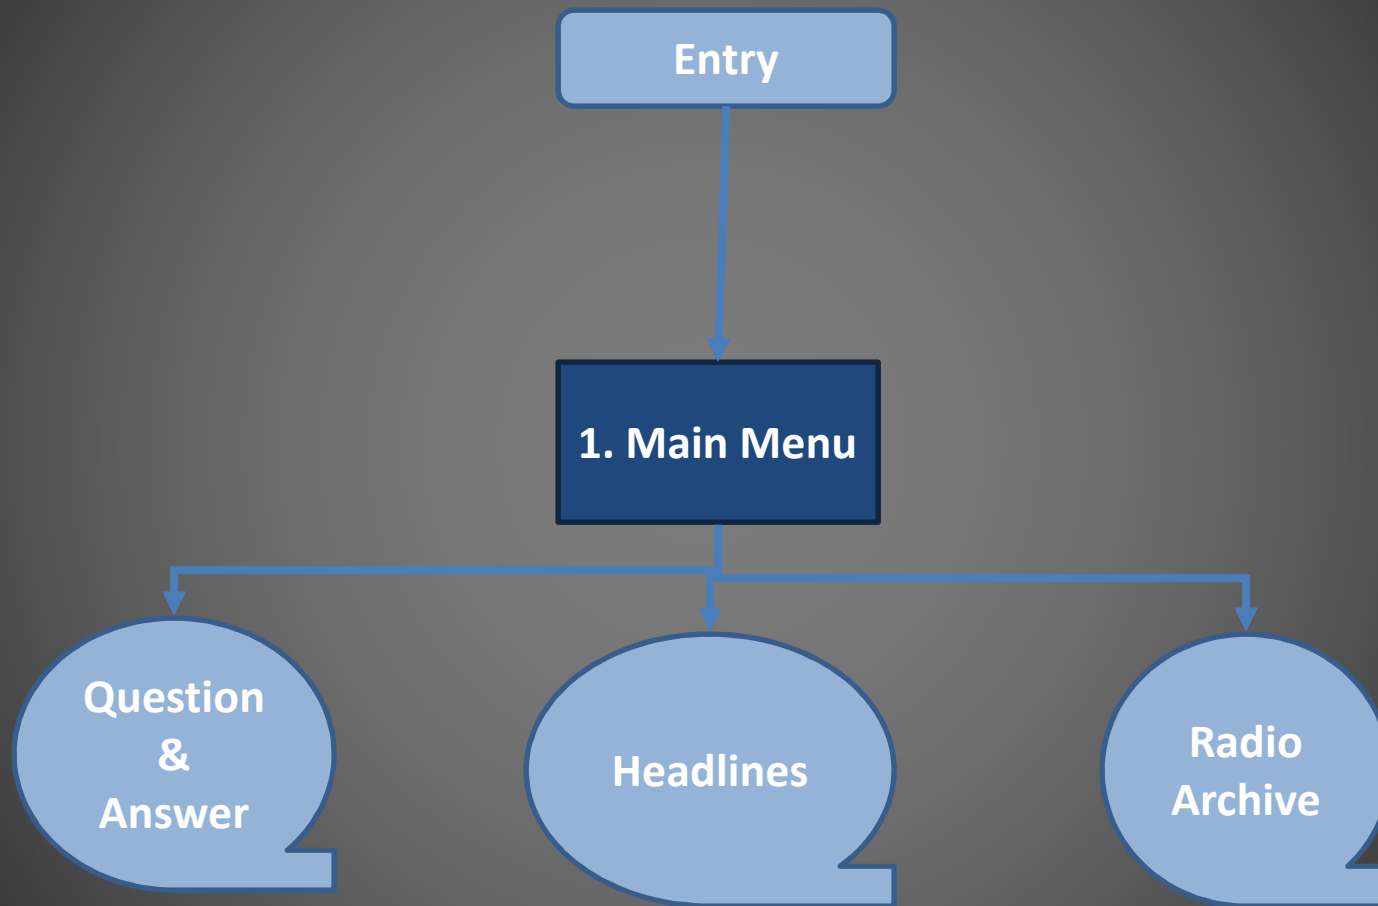 Entry
1. Main Menu
Question
&
Answer
Headlines
Radio
Archive